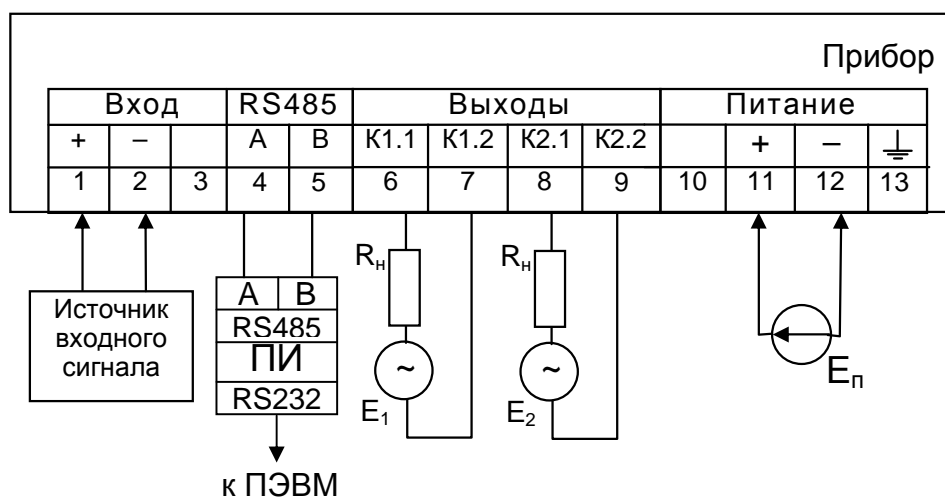 Прибор
Вход RS485 Выходы Питание
+ – A B К1.1 К1.2 К2.1 К2.2 + –
1 2 3 4 5 6 7 8 9 10 11 12 13
Rн Rн
A B
Источник
входного
сигнала
RS485
ПИ
RS232
~ ~
E1 E2 Eп
к ПЭВМ